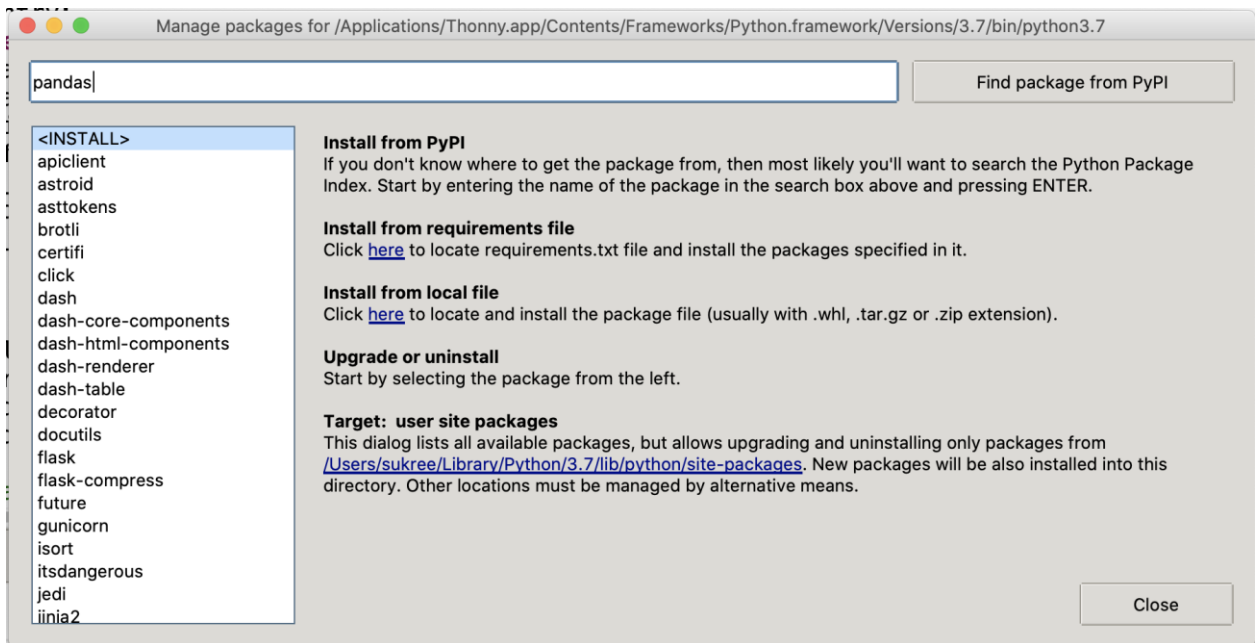 Manage packages for /Applications/Thonny.app/Contents/Frameworks/Python.framework/Versions/3.7/bin/python3.7
pandas
Find package from PyPI
<INSTALL>
apiclient
astroid
asttokens
brotli
certifi
click
dash
dash-core-components
dash-html-components
dash-renderer
dash-table
decorator
docutils
flask
flask-compress
future
gunicorn
isort
itsdangerous
jedi
jinja2
Install from PyPI
If you don't know where to get the package from, then most likely you'll want to search the Python Package
Index. Start by entering the name of the package in the search box above and pressing ENTER.
Install from requirements file
Click here to locate requirements.txt file and install the packages specified in it.
Install from local file
Click here to locate and install the package file (usually with .whl, .tar.gz or .zip extension).
Upgrade or uninstall
Start by selecting the package from the left.
Target:  user site packages
This dialog lists all available packages, but allows upgrading and uninstalling only packages from
/Users/sukree/Library/Python/3.7/lib/python/site-packages. New packages will be also installed into this
directory. Other locations must be managed by alternative means.
Close